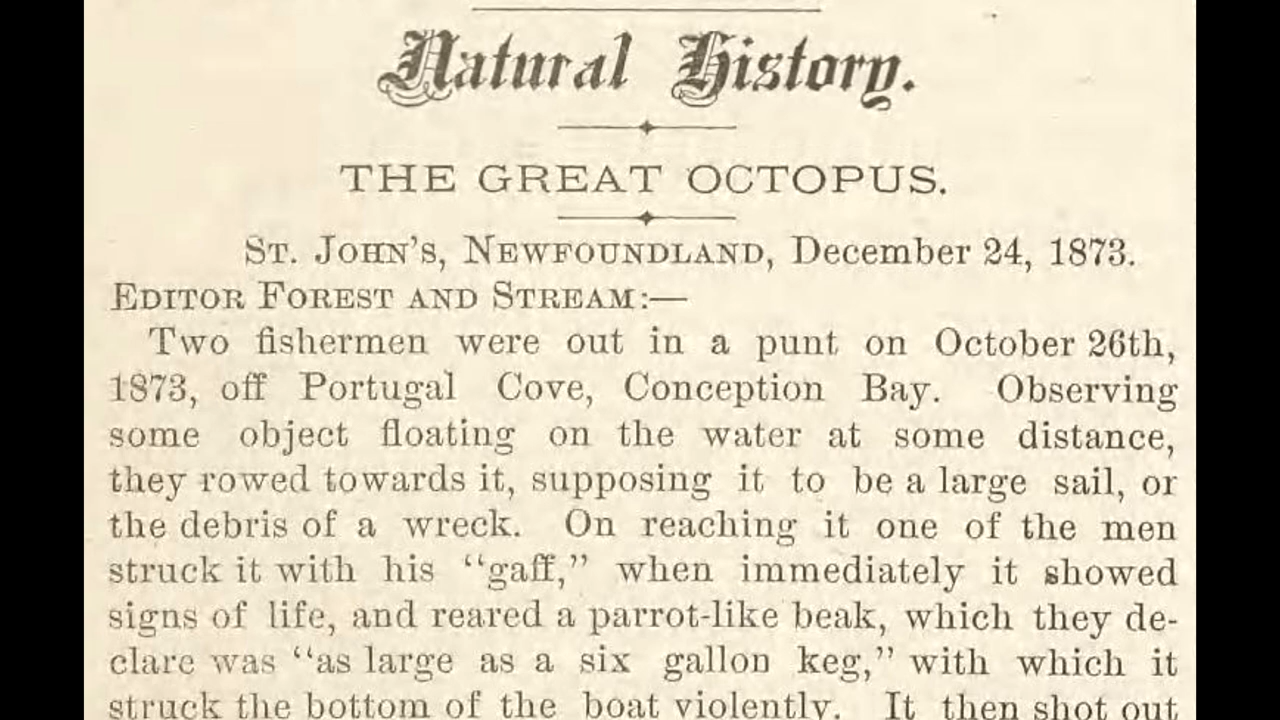 Natural History.
THE GREAT OCTOPUS.
ST. JOHN'S, NEWFOUNDLAND, December 24, 1873.
EDITOR FOREST AND STREAM:—
Two fishermen were out in a punt on October 26th,
1873, off Portugal Cove, Conception Bay. Observing
some object floating on the water at some distance,
they rowed towards it, supposing it to be a large sail, or
the debris of a wreck. On reaching it one of the men
struck it with his "gaff," when immediately it showed
signs of life, and reared a parrot-like beak, which they de-
clare was "as large as a six gallon keg," with which it
struck the bottom of the boat violently. It then shot out